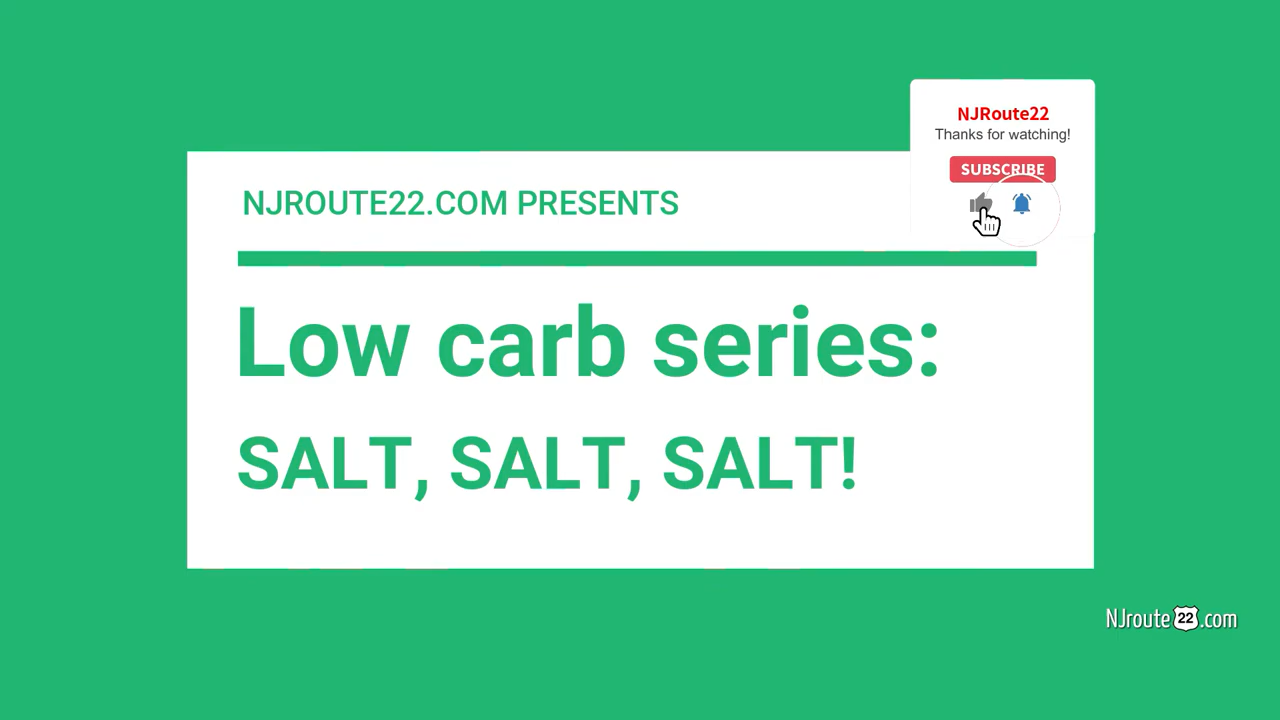 NJROUTE22.COM PRESENTS
NJRoute22
Thanks for watching!
SUBSCRIBE
Low carb series:
SALT, SALT, SALT!
NJroute22.com